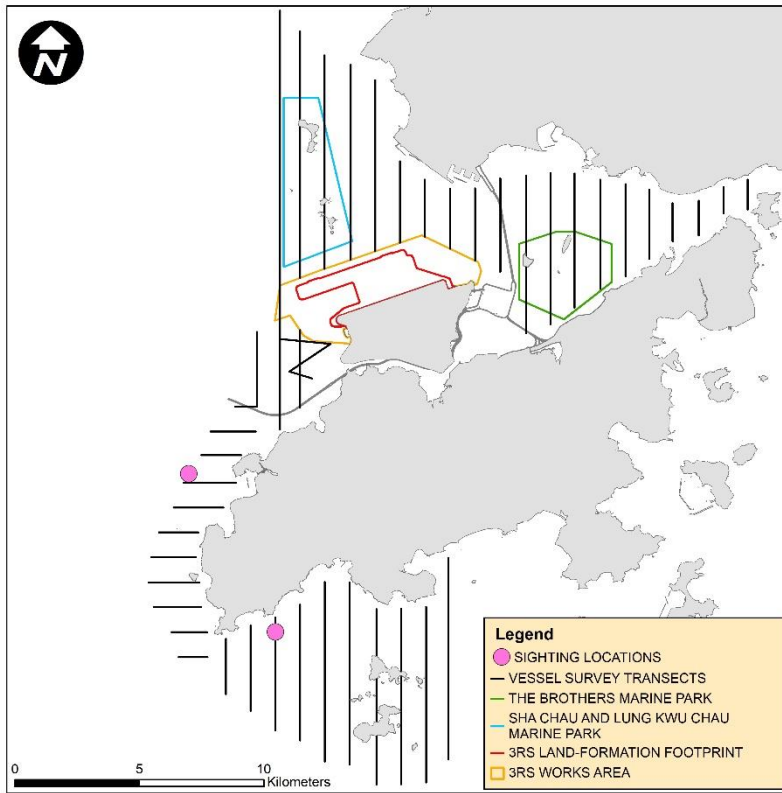 N
Legend
SIGHTING LOCATIONS
VESSEL SURVEY TRANSECTS
THE BROTHERS MARINE PARK
SHA CHAU AND LUNG KWU CHAU
MARINE PARK
3RS LAND-FORMATION FOOTPRINT
3RS WORKS AREA
0 5 10
Kilometers